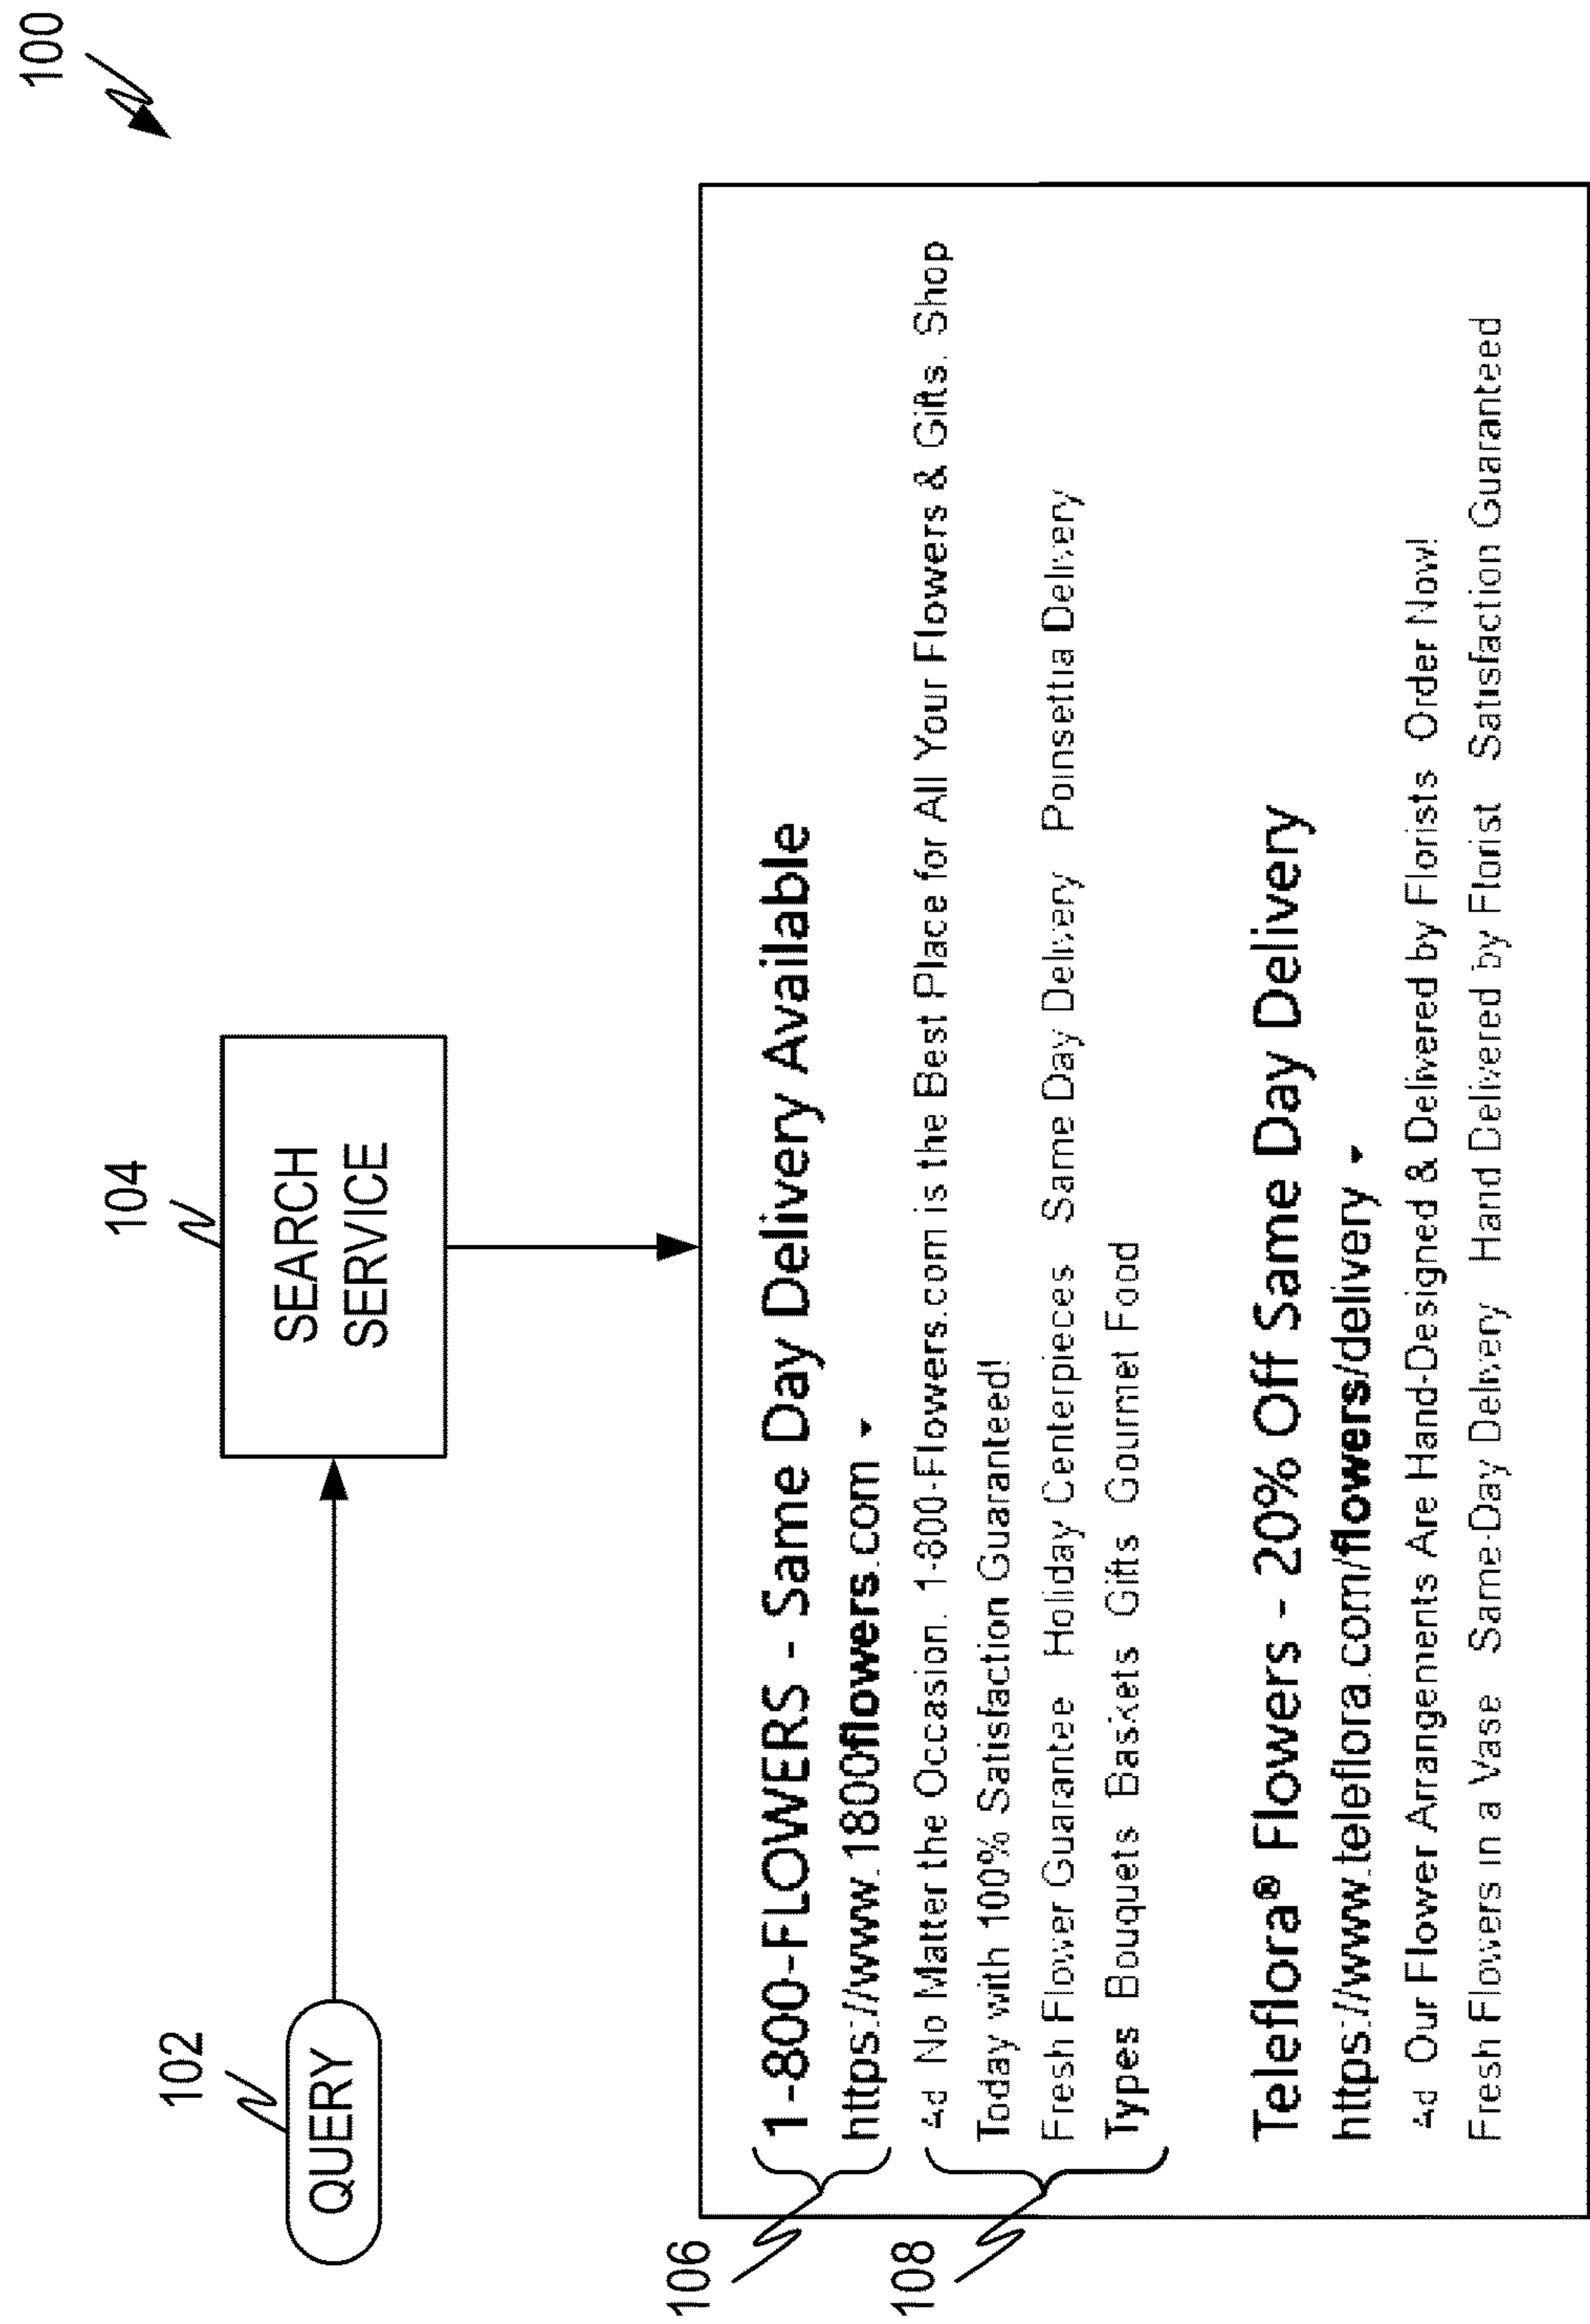 100
102
QUERY
104
SEARCH
SERVICE
106
1-800-FLOWERS - Same Day Delivery Available
https://www.1800flowers.com
108
Ad No Matter the Occasion. 1-800-Flowers.com is the Best Place for All Your Flowers & Gifts. Shop
Today with 100% Satisfaction Guaranteed!
Fresh Flower Guarantee Holiday Centerpieces Same Day Delivery Poinsettia Delivery
Types Bouquets Baskets Gifts Gourmet Food
Teleflora® Flowers - 20% Off Same Day Delivery
https://www.teleflora.com/flowers/delivery
Ad Our Flower Arrangements Are Hand-Designed & Delivered by Florists Order Now!
Fresh Flowers in a Vase Same-Day Delivery Hand Delivered by Florist Satisfaction Guaranteed